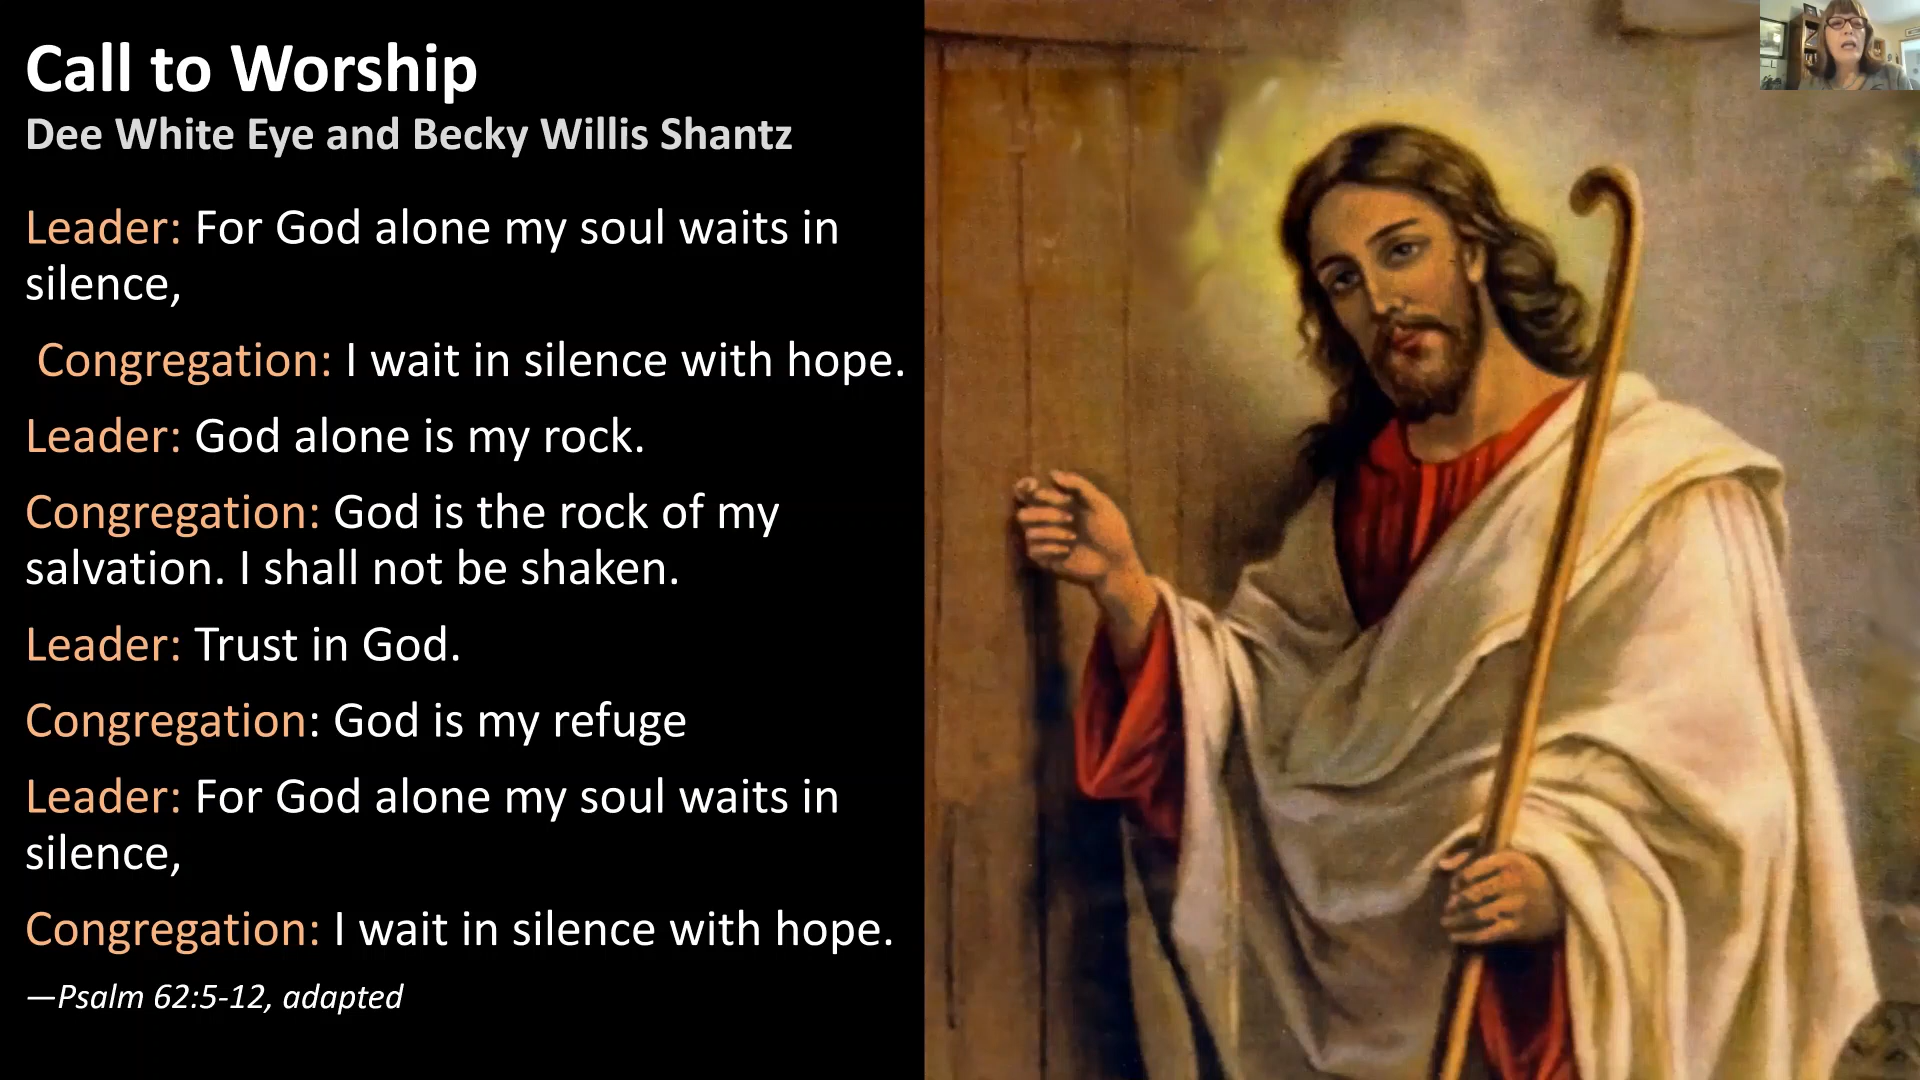 Call to Worship
Dee White Eye and Becky Willis Shantz
Leader: For God alone my soul waits in
silence,
Congregation: I wait in silence with hope.
Leader: God alone is my rock.
Congregation: God is the rock of my
salvation. I shall not be shaken.
Leader: Trust in God.
Congregation: God is my refuge
Leader: For God alone my soul waits in
silence,
Congregation: I wait in silence with hope.
—Psalm 62:5-12, adapted